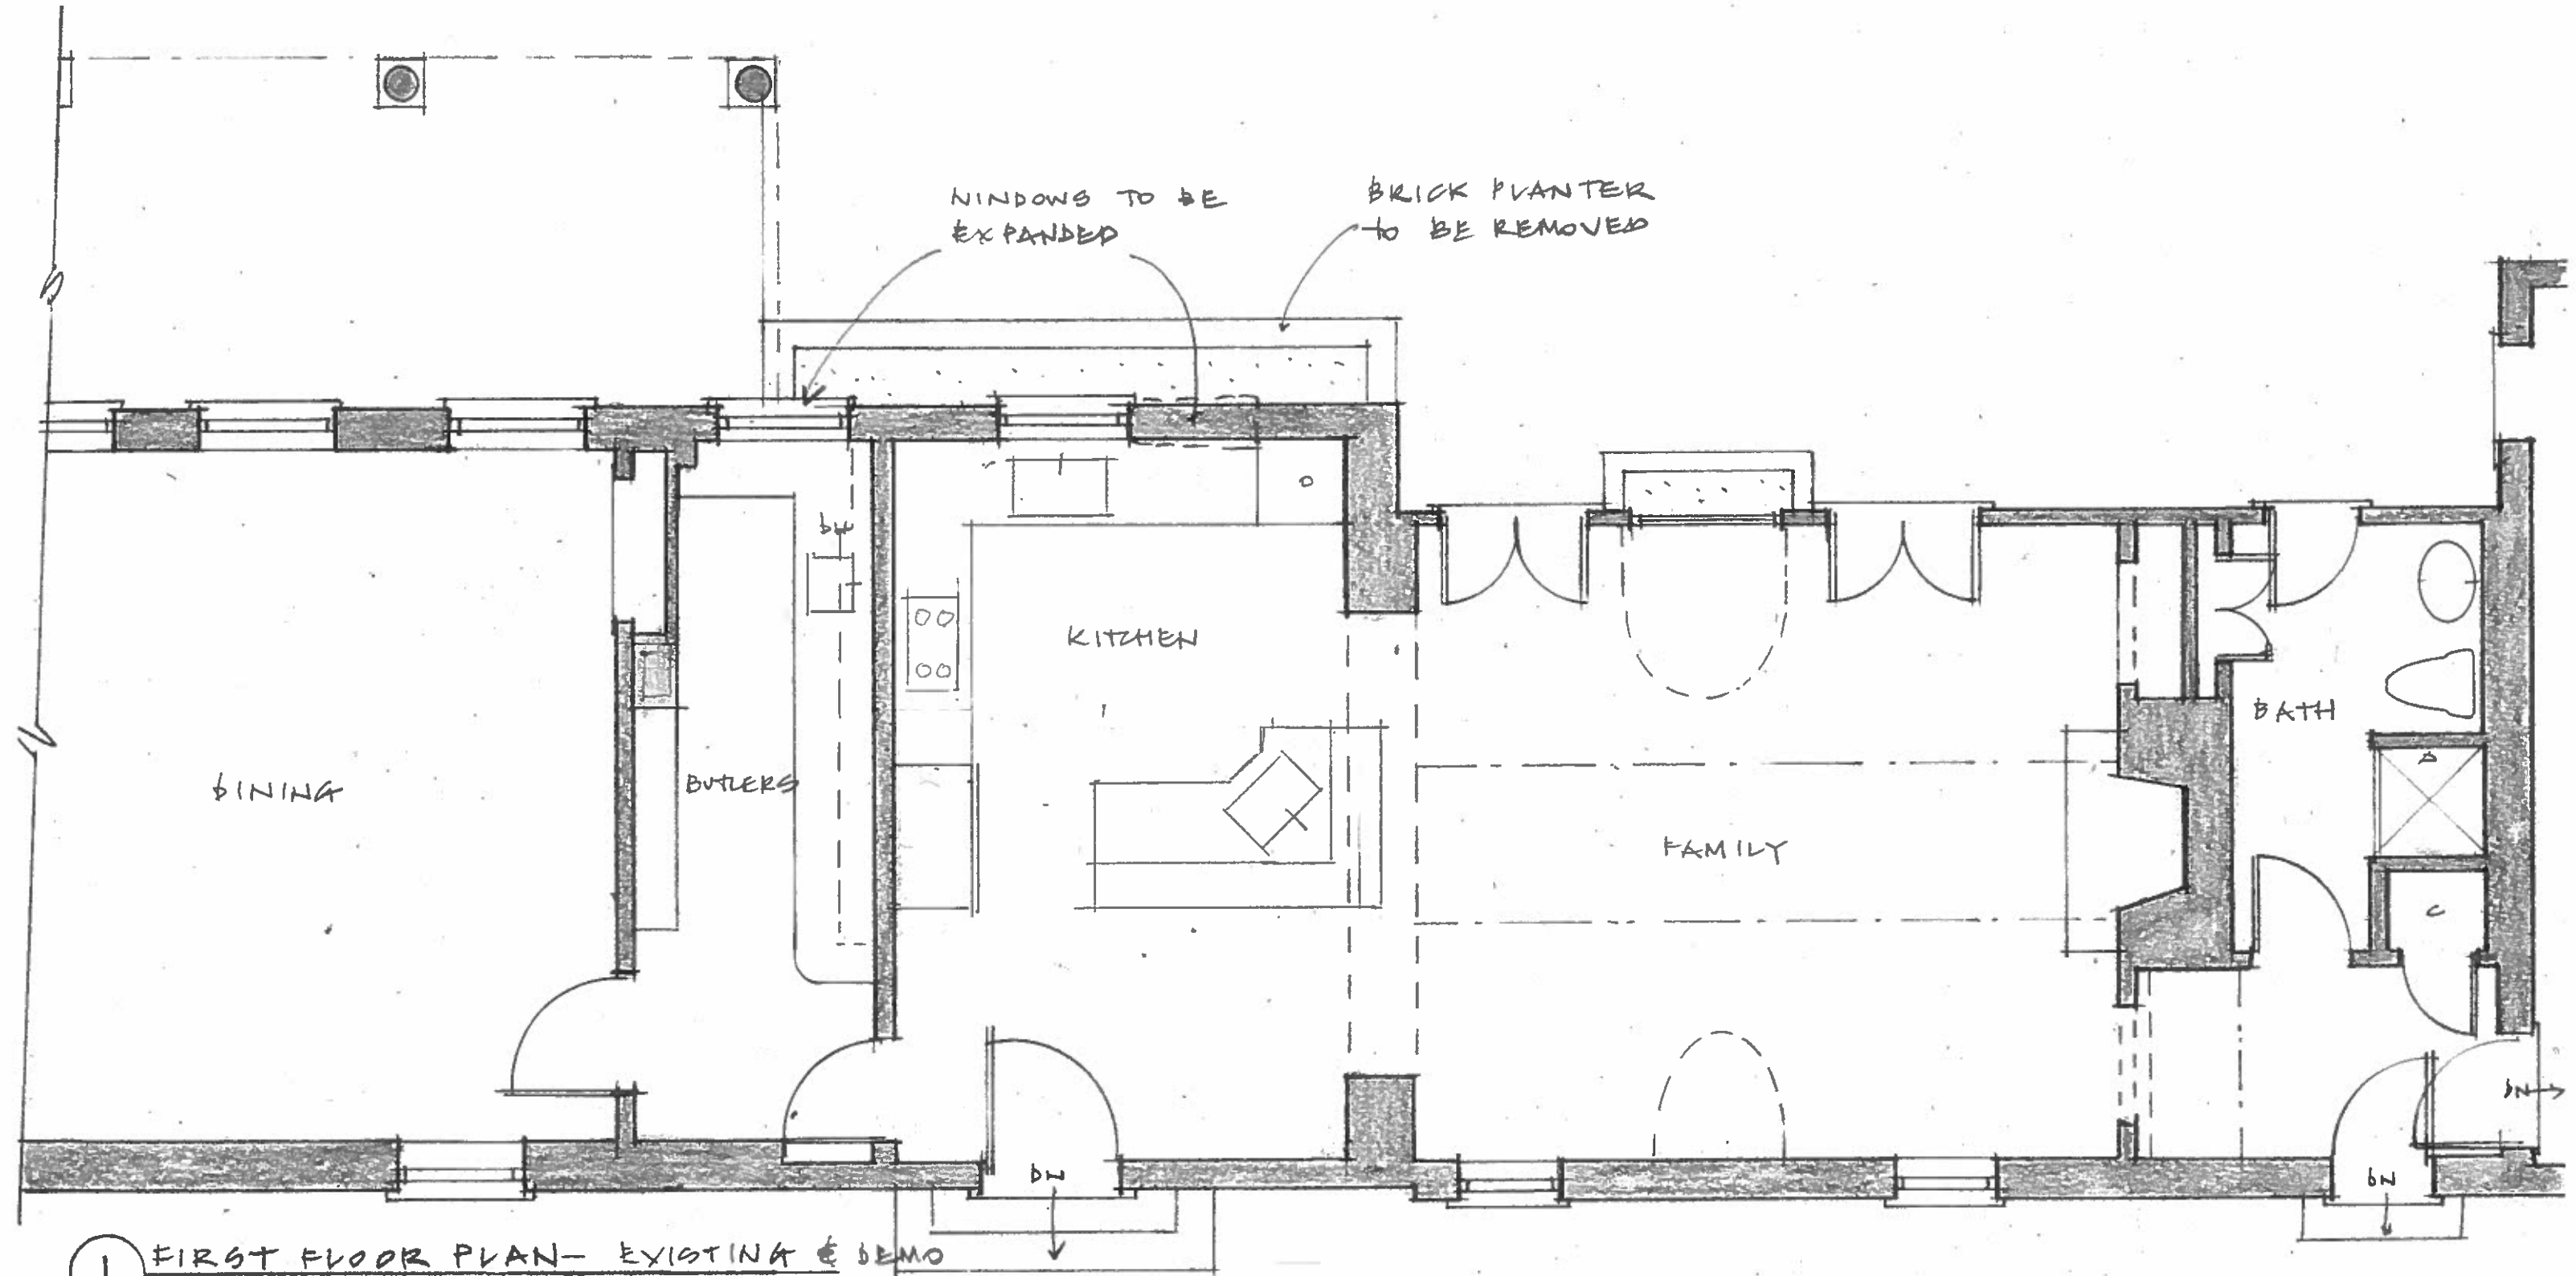 WINDOWS TO BE
EXPANDED
BRICK PLANTER
to BE REMOVED
DW
KITCHEN
BATH
DINING
BUTLERS
FAMILY
C
DN
DN
DN
1 FIRST FLOOR PLAN- EXISTING & DEMO